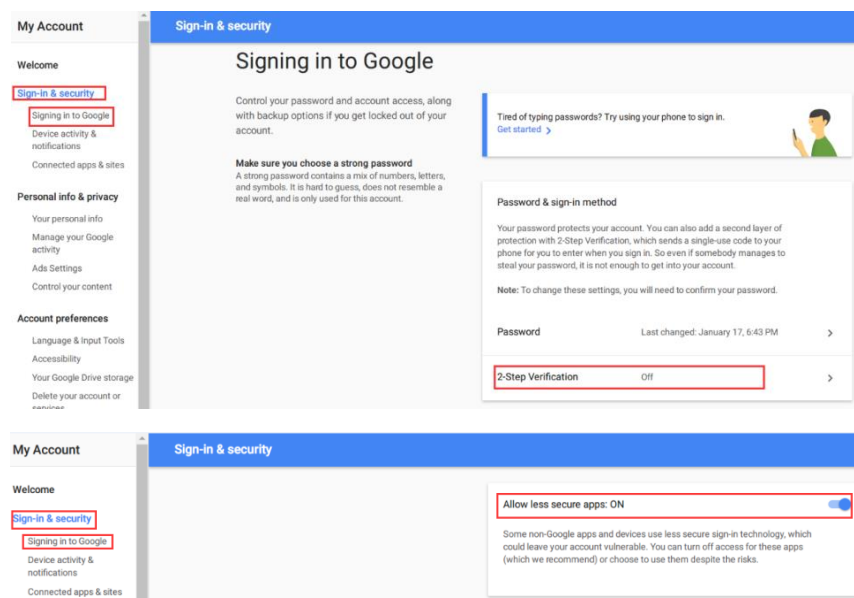 My Account
Sign-in & security
Welcome
Sign-in & security
Signing in to Google
Device activity &
notifications
Connected apps & sites
Personal info & privacy
Your personal info
Manage your Google
activity
Ads Settings
Control your content
Account preferences
Language & Input Tools
Accessibility
Your Google Drive storage
Delete your account or
services
Signing in to Google
Control your password and account access, along
with backup options if you get locked out of your
account.
Make sure you choose a strong password
A strong password contains a mix of numbers, letters,
and symbols. It is hard to guess, does not resemble a
real word, and is only used for this account.
Tired of typing passwords? Try using your phone to sign in.
Get started
Password & sign-in method
Your password protects your account. You can also add a second layer of
protection with 2-Step Verification, which sends a single-use code to your
phone for you to enter when you sign in. So even if somebody manages to
steal your password, it is not enough to get into your account.
Note: To change these settings, you will need to confirm your password.
Password Last changed: January 17, 6:43 PM
2-Step Verification Off
My Account
Sign-in & security
Welcome
Sign-in & security
Signing in to Google
Device activity &
notifications
Connected apps & sites
Allow less secure apps: ON
Some non-Google apps and devices use less secure sign-in technology, which
could leave your account vulnerable. You can turn off access for these apps
(which we recommend) or choose to use them despite the risks.